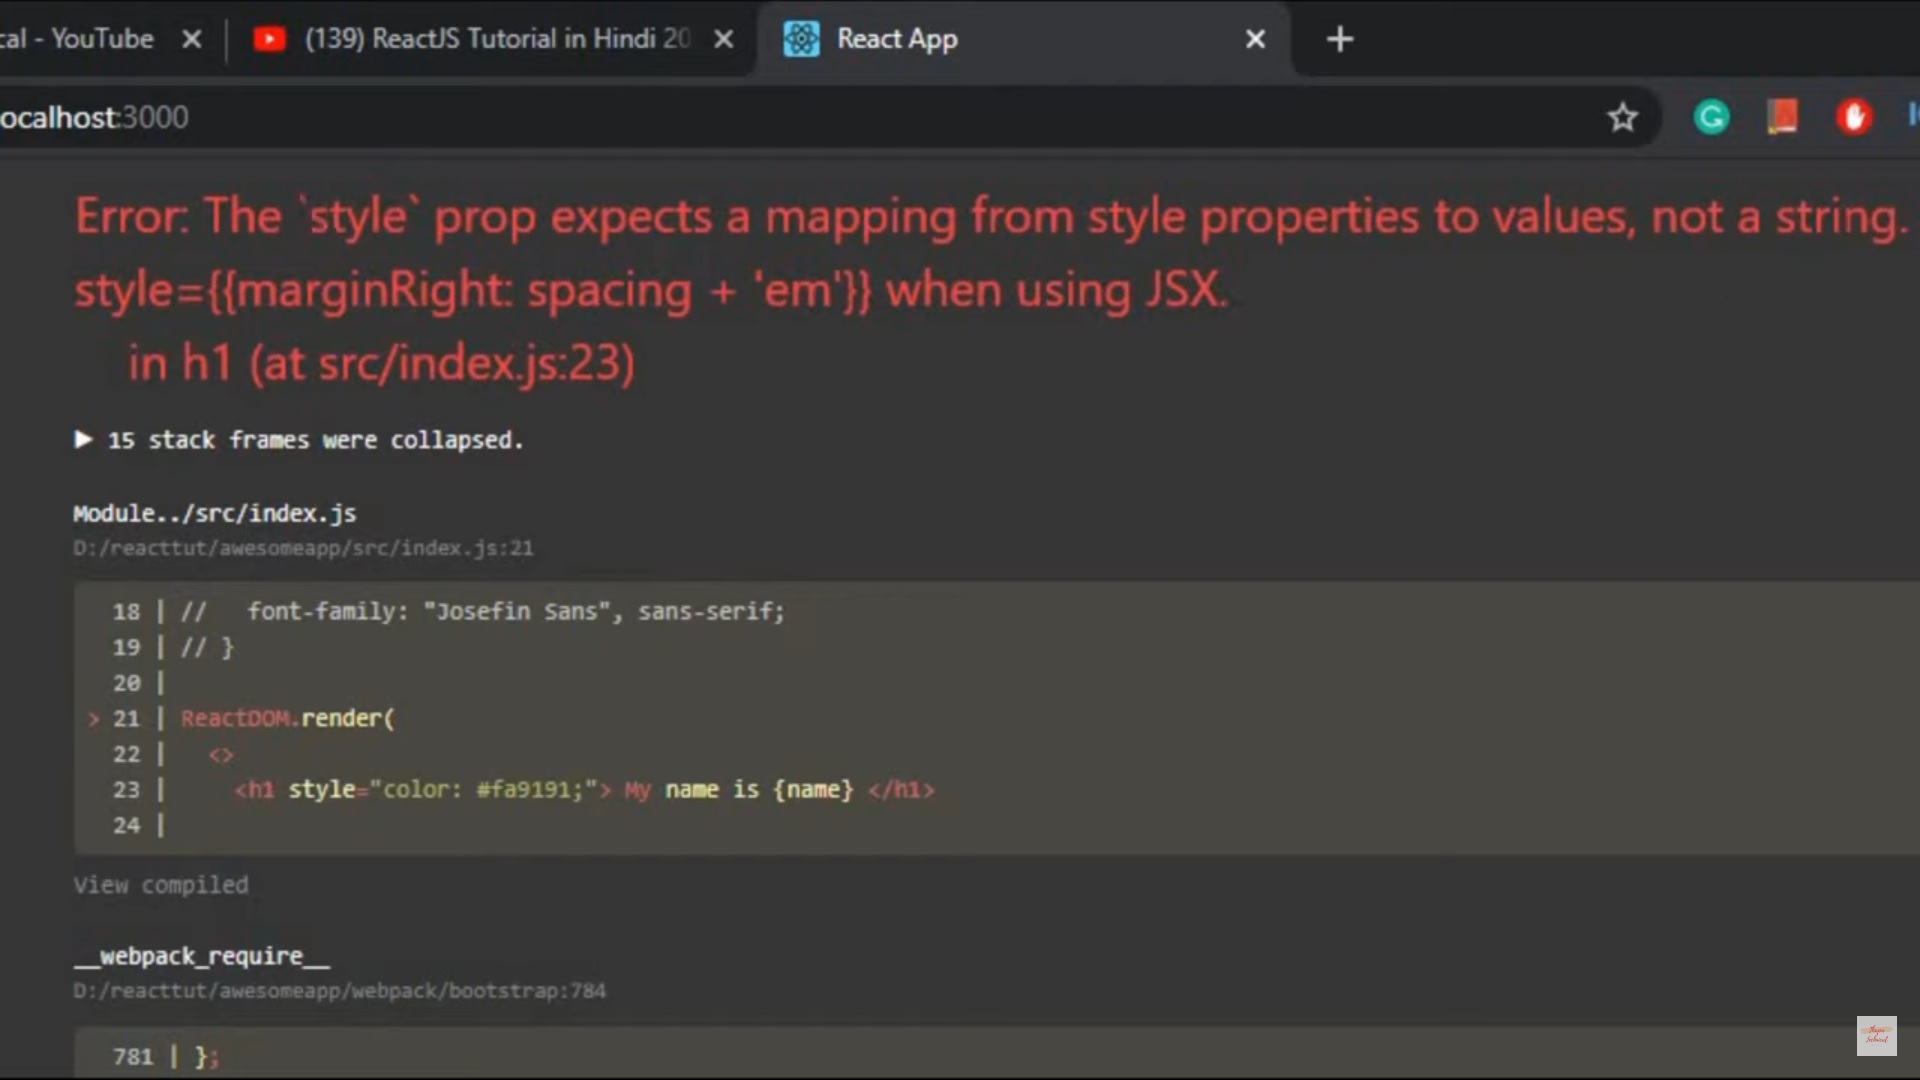 cal - YouTube
(139) ReactJS Tutorial in Hindi 20
React App
ocalhost:3000
Error: The `style` prop expects a mapping from style properties to values, not a string.
style={{marginRight: spacing + 'em'}} when using JSX.
in h1 (at src/index.js:23)
▶ 15 stack frames were collapsed.
Module../src/index.js
D:/reacttut/awesomeapp/src/index.js:21
18 | //   font-family: "Josefin Sans", sans-serif;
19 | // }
20 |
> 21 | ReactDOM.render(
22 |   <>
23 |     <h1 style="color: #fa9191;"> My name is {name} </h1>
24 |
View compiled
__webpack_require__
D:/reacttut/awesomeapp/webpack/bootstrap:784
781 | };